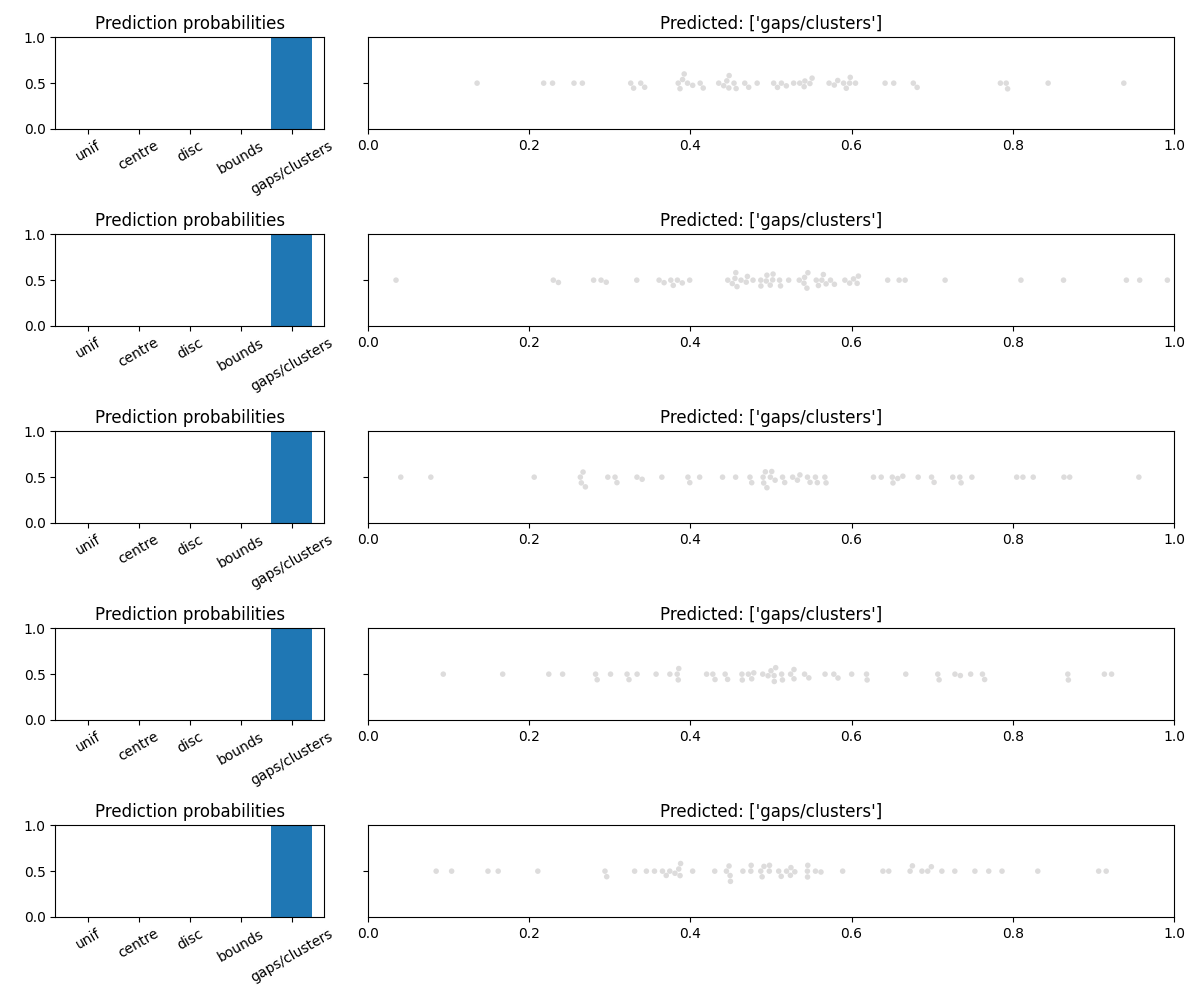 Prediction probabilities
Predicted: ['gaps/clusters']
1.0
0.5
0.0
unif
centre
disc
bounds
gaps/clusters
0.0 0.2 0.4 0.6 0.8 1.0
Prediction probabilities
Predicted: ['gaps/clusters']
1.0
0.5
0.0
unif
centre
disc
bounds
gaps/clusters
0.0 0.2 0.4 0.6 0.8 1.0
Prediction probabilities
Predicted: ['gaps/clusters']
1.0
0.5
0.0
unif
centre
disc
bounds
gaps/clusters
0.0 0.2 0.4 0.6 0.8 1.0
Prediction probabilities
Predicted: ['gaps/clusters']
1.0
0.5
0.0
unif
centre
disc
bounds
gaps/clusters
0.0 0.2 0.4 0.6 0.8 1.0
Prediction probabilities
Predicted: ['gaps/clusters']
1.0
0.5
0.0
unif
centre
disc
bounds
gaps/clusters
0.0 0.2 0.4 0.6 0.8 1.0